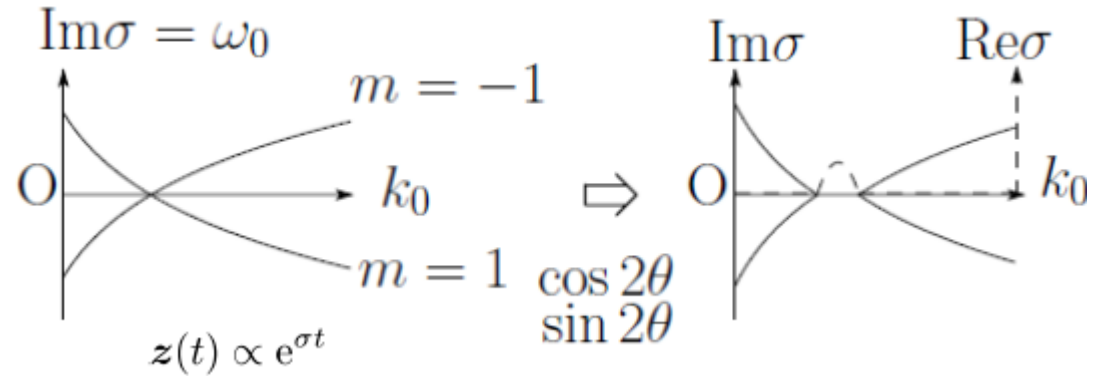 Imσ = ω₀
m = −1
O
k₀
m = 1
z(t) ∝ e^{σt}
⇨
cos 2θ
sin 2θ
Imσ
Reσ
O
k₀